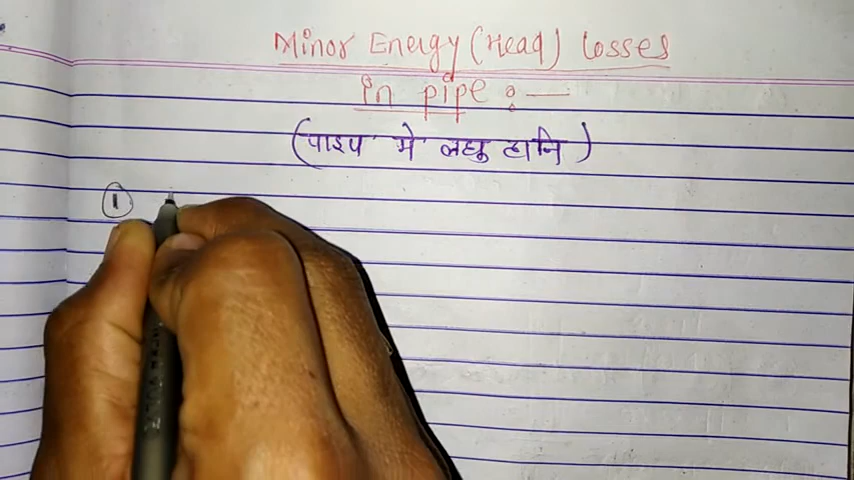 Minor Energy (Head) losses
in pipe :—
(पाइप मे लघु हानि)
①